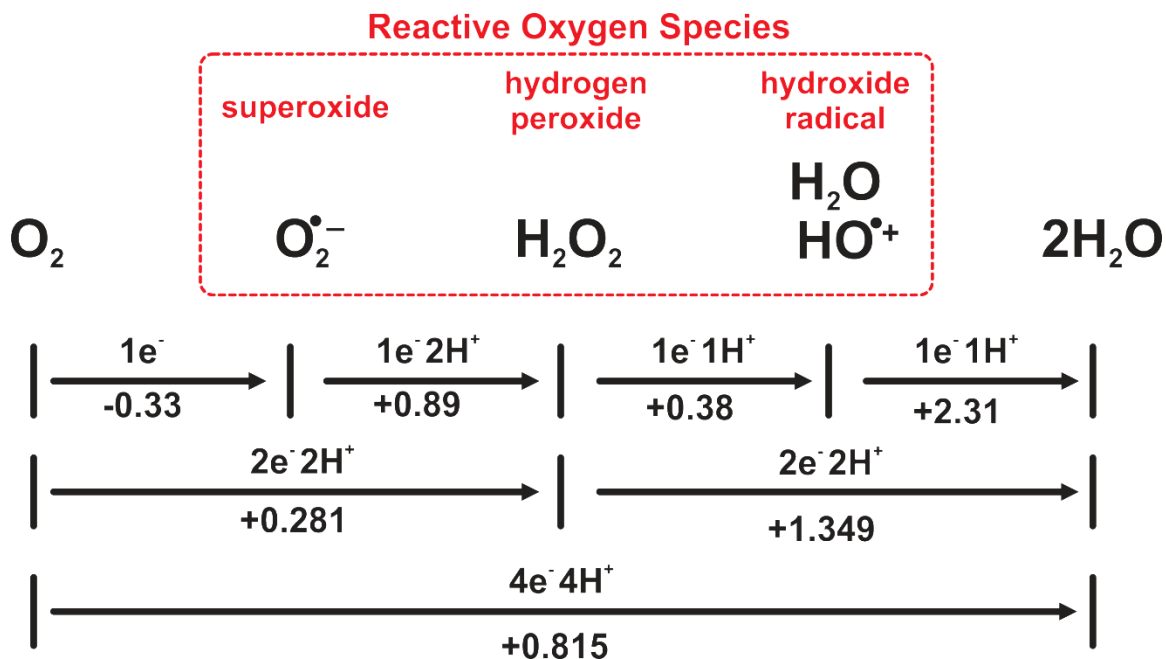 Reactive Oxygen Species
superoxide
hydrogen
peroxide
hydroxide
radical
H₂O
O₂ O₂•− H₂O₂ HO•+ 2H₂O
1e⁻ 1e⁻ 2H⁺ 1e⁻ 1H⁺ 1e⁻ 1H⁺
-0.33 +0.89 +0.38 +2.31
2e⁻ 2H⁺ 2e⁻ 2H⁺
+0.281 +1.349
4e⁻ 4H⁺
+0.815